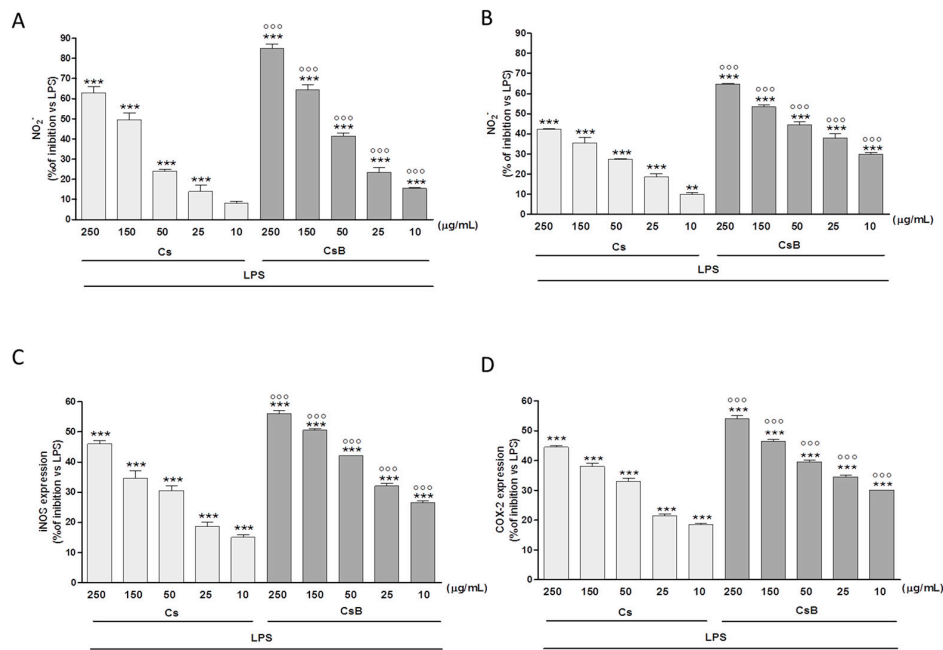 A
NO2-
(%of inibition vs LPS)
90
80
70
60
50
40
30
20
10
0
*** *** *** ***
°°° °°° °°° °°° °°°
*** *** *** *** ***
250 150 50 25 10 250 150 50 25 10 (μg/mL)
Cs CsB
LPS
B
NO2-
(% of inibition vs LPS)
90
80
70
60
50
40
30
20
10
0
*** *** *** *** **
°°° °°° °°° °°° °°°
*** *** *** *** ***
250 150 50 25 10 250 150 50 25 10 (μg/mL)
Cs CsB
LPS
C
iNOS expression
(%of inibition vs LPS)
60
50
40
30
20
10
0
*** *** *** *** ***
°°° °°° °°° °°° °°°
*** *** *** *** ***
250 150 50 25 10 250 150 50 25 10 (μg/mL)
Cs CsB
LPS
D
COX-2 expression
(%of inibition vs LPS)
60
50
40
30
20
10
0
*** *** *** *** ***
°°° °°° °°° °°° °°°
*** *** *** *** ***
250 150 50 25 10 250 150 50 25 10 (μg/mL)
Cs CsB
LPS